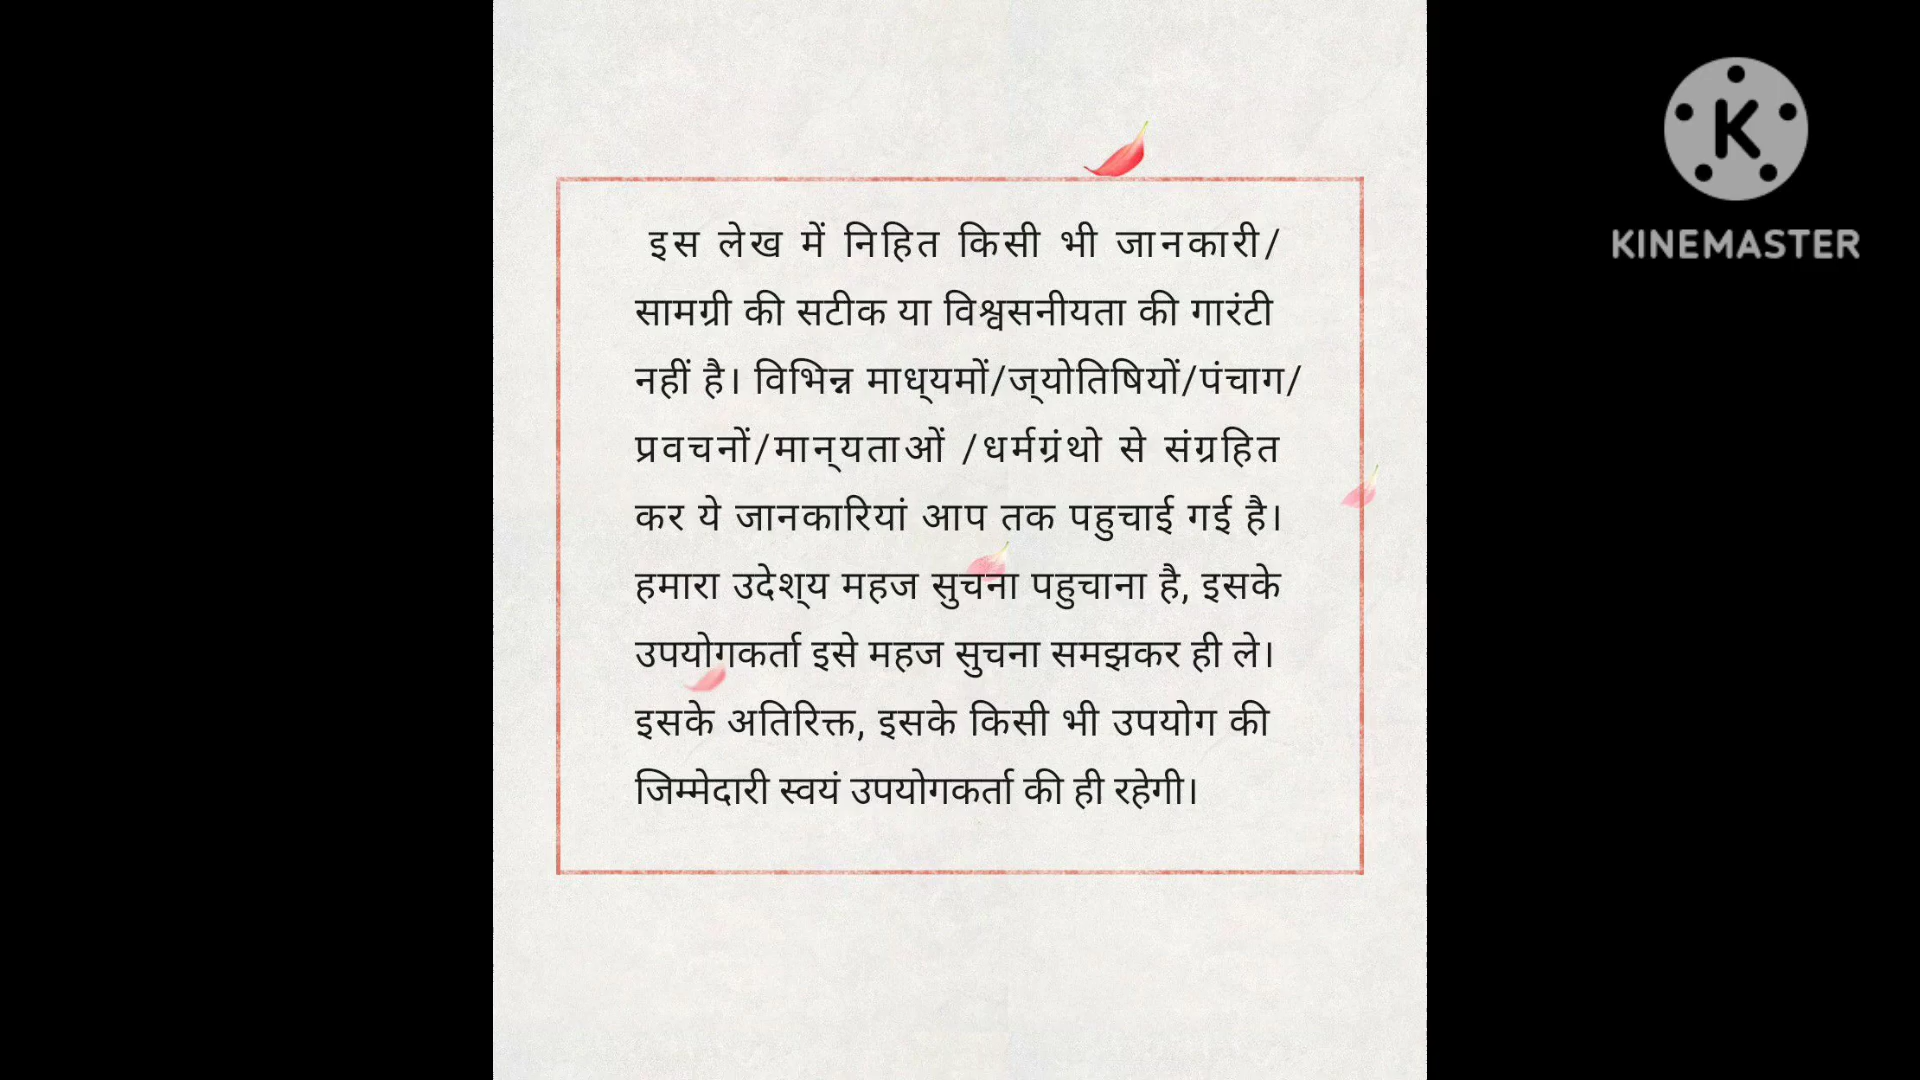 इस लेख में निहित किसी भी जानकारी/
सामग्री की सटीक या विश्वसनीयता की गारंटी
नहीं है। विभिन्न माध्यमों/ज्योतिषियों/पंचाग/
प्रवचनों/मान्यताओं /धर्मग्रंथो से संग्रहित
कर ये जानकारियां आप तक पहुचाई गई है।
हमारा उदेश्य महज सुचना पहुचाना है, इसके
उपयोगकर्ता इसे महज सुचना समझकर ही ले।
इसके अतिरिक्त, इसके किसी भी उपयोग की
जिम्मेदारी स्वयं उपयोगकर्ता की ही रहेगी।
K
KINEMASTER